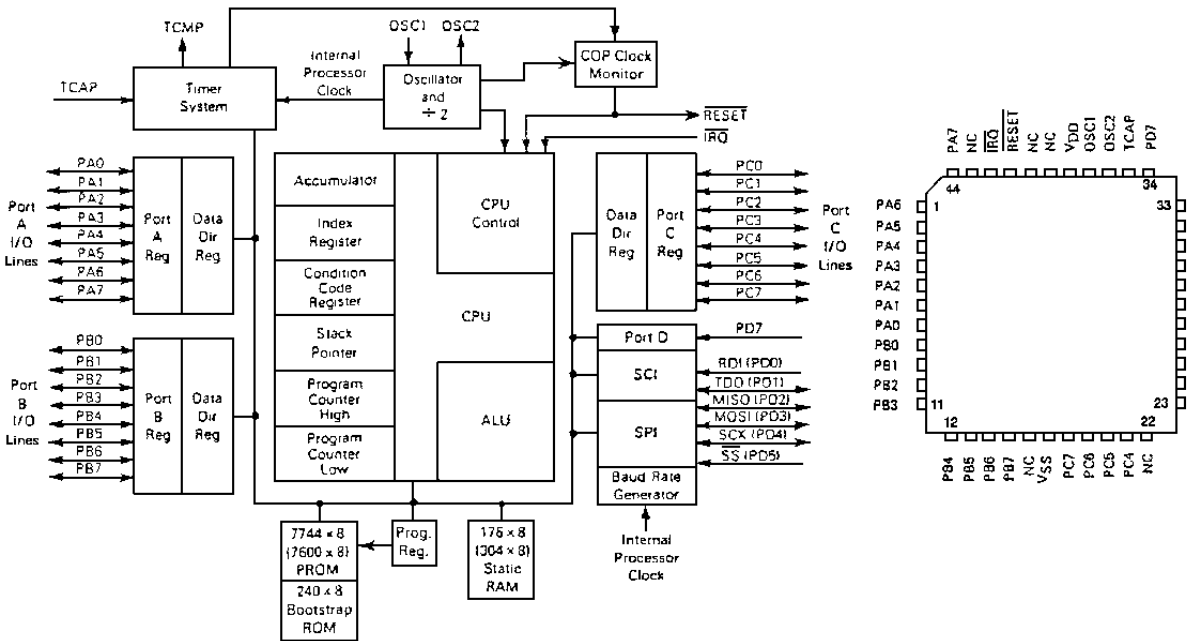 TCMP
OSC1
OSC2
TCAP
Timer
System
Internal
Processor
Clock
Oscillator
and
÷ 2
COP Clock
Monitor
RESET
IRQ
Port
A
I/O
Lines
PA0
PA1
PA2
PA3
PA4
PA5
PA6
PA7
Port
A
Reg
Data
Dir
Reg
Port
B
I/O
Lines
PB0
PB1
PB2
PB3
PB4
PB5
PB6
PB7
Port
B
Reg
Data
Dir
Reg
Accumulator
Index
Register
Condition
Code
Register
Stack
Pointer
Program
Counter
High
Program
Counter
Low
CPU
Control
CPU
ALU
7744 x 8
(7600 x 8)
PROM
240 x 8
Bootstrap
ROM
Prog.
Reg.
176 x 8
(304 x 8)
Static
RAM
Data
Dir
Reg
Port
C
Reg
PC0
PC1
PC2
PC3
PC4
PC5
PC6
PC7
Port
C
I/O
Lines
Port D
SCI
SPI
Baud Rate
Generator
PD7
RDI (PD0)
TDO (PD1)
MISO (PD2)
MOSI (PD3)
SCK (PD4)
SS (PD5)
Internal
Processor
Clock
PA7
NC
IRQ
RESET
NC
NC
VDD
OSC1
OSC2
TCAP
PD7
44
34
1
33
PA6
PA5
PA4
PA3
PA2
PA1
PA0
PB0
PB1
PB2
PB3
11
23
12
22
PB4
PB5
PB6
PB7
NC
VSS
PC7
PC6
PC5
PC4
NC